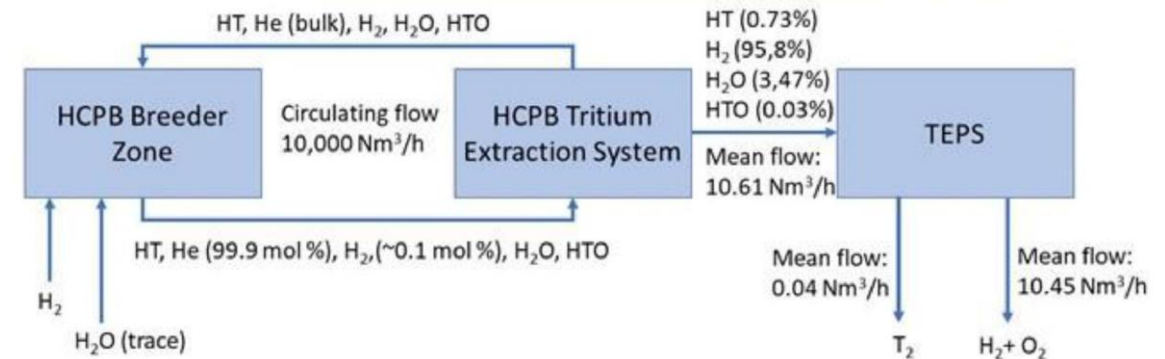 HT, He (bulk), H₂, H₂O, HTO
HCPB Breeder
Zone
Circulating flow
10,000 Nm³/h
HCPB Tritium
Extraction System
HT (0.73%)
H₂ (95,8%)
H₂O (3,47%)
HTO (0.03%)
Mean flow:
10.61 Nm³/h
TEPS
HT, He (99.9 mol %), H₂,(~0.1 mol %), H₂O, HTO
H₂
H₂O (trace)
Mean flow:
0.04 Nm³/h
T₂
Mean flow:
10.45 Nm³/h
H₂+ O₂